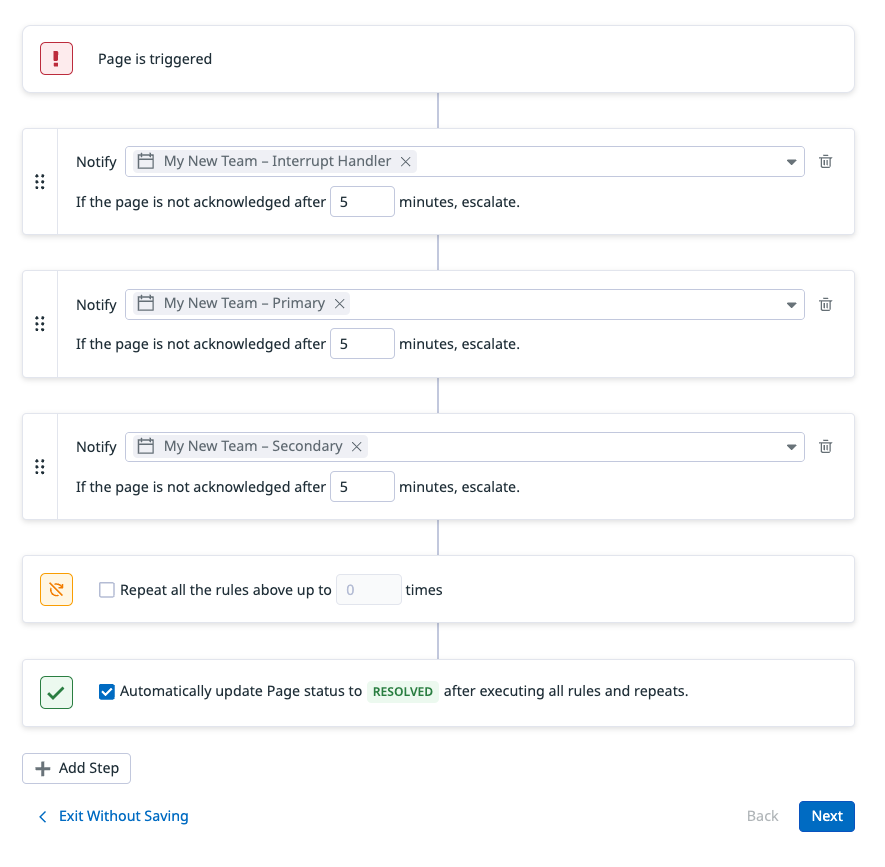 Page is triggered
Notify My New Team – Interrupt Handler
If the page is not acknowledged after 5 minutes, escalate.
Notify My New Team – Primary
If the page is not acknowledged after 5 minutes, escalate.
Notify My New Team – Secondary
If the page is not acknowledged after 5 minutes, escalate.
Repeat all the rules above up to 0 times
Automatically update Page status to RESOLVED after executing all rules and repeats.
Add Step
Exit Without Saving Back Next